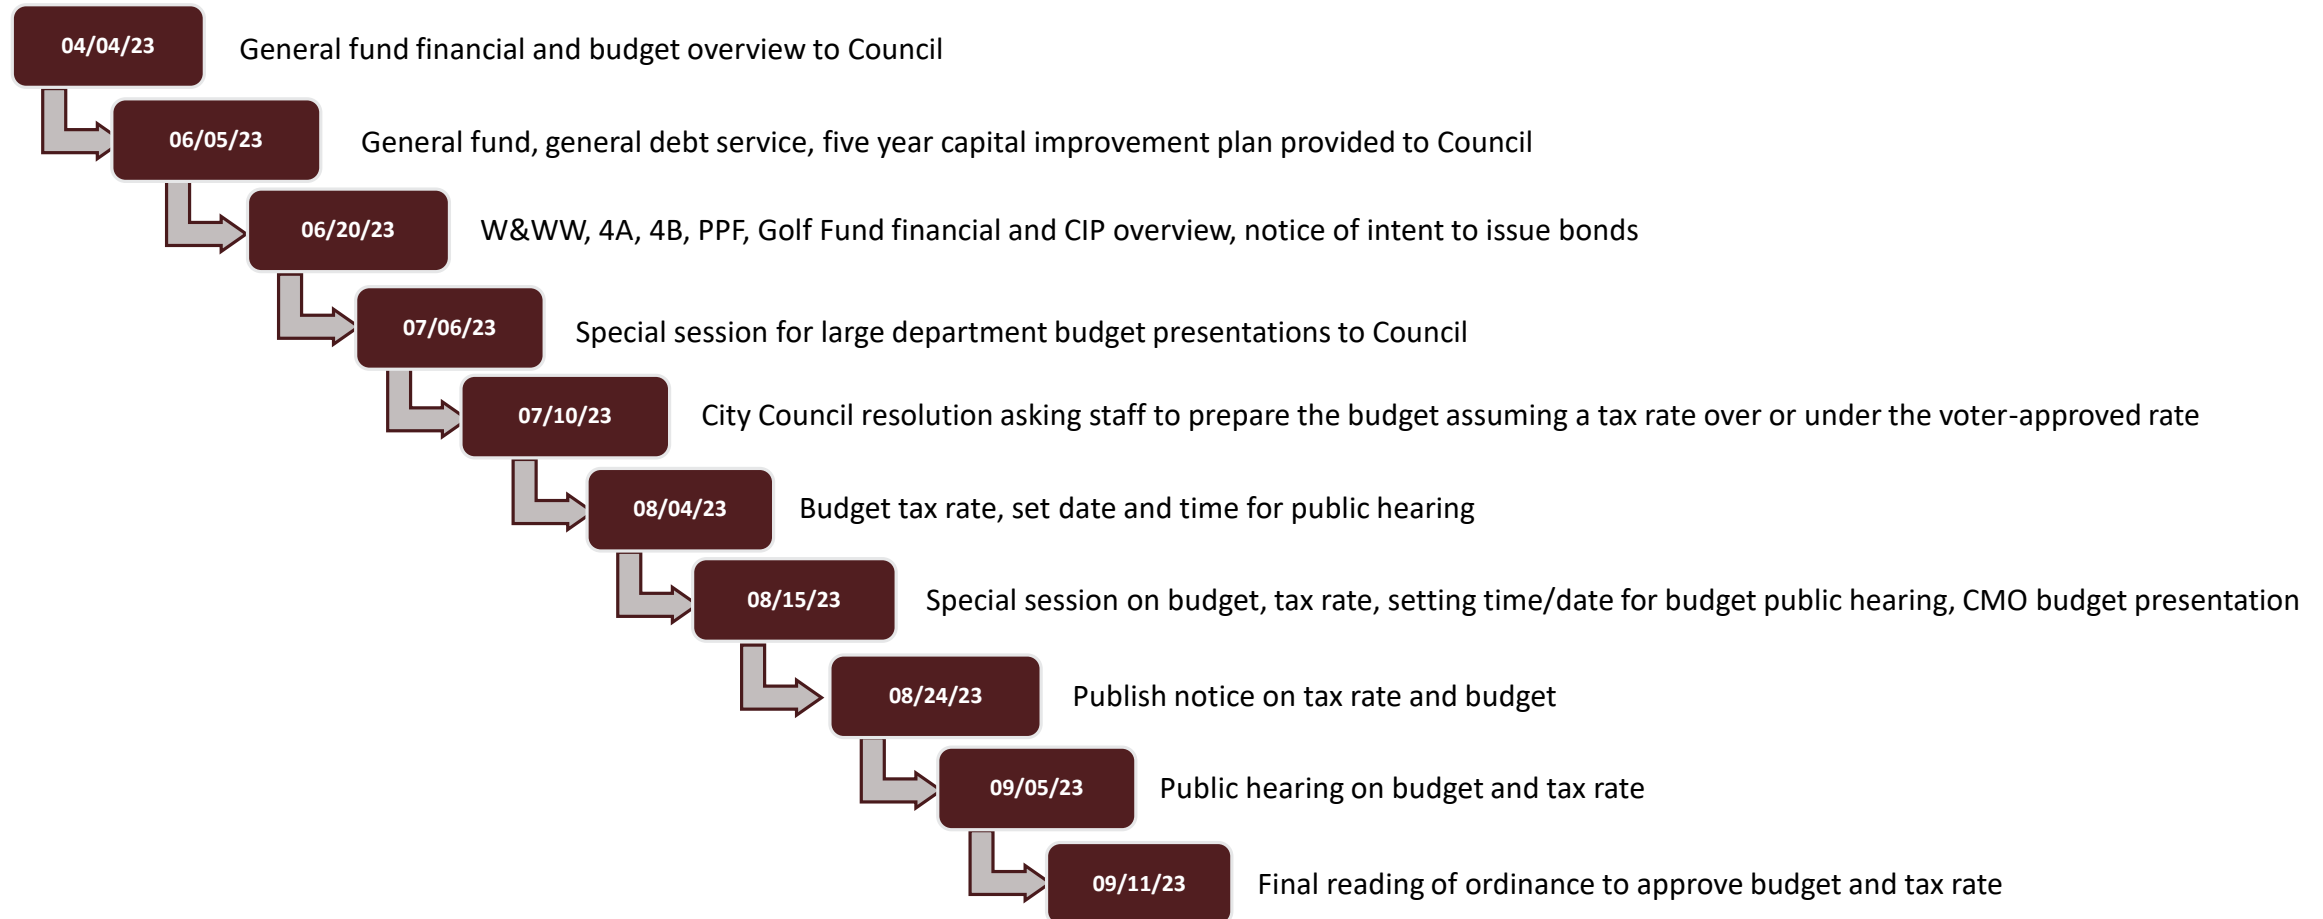 04/04/23 General fund financial and budget overview to Council
06/05/23 General fund, general debt service, five year capital improvement plan provided to Council
06/20/23 W&WW, 4A, 4B, PPF, Golf Fund financial and CIP overview, notice of intent to issue bonds
07/06/23 Special session for large department budget presentations to Council
07/10/23 City Council resolution asking staff to prepare the budget assuming a tax rate over or under the voter-approved rate
08/04/23 Budget tax rate, set date and time for public hearing
08/15/23 Special session on budget, tax rate, setting time/date for budget public hearing, CMO budget presentation
08/24/23 Publish notice on tax rate and budget
09/05/23 Public hearing on budget and tax rate
09/11/23 Final reading of ordinance to approve budget and tax rate